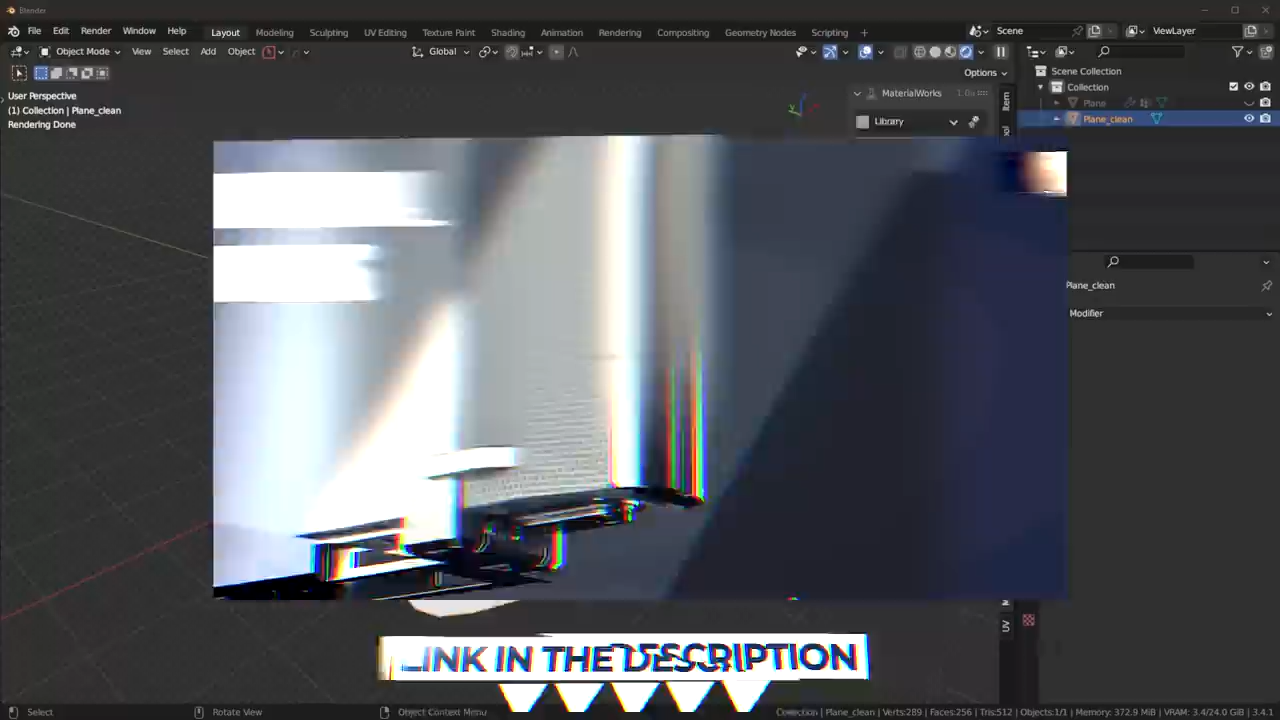 Blender
File Edit Render Window Help Layout Modeling Sculpting UV Editing Texture Paint Shading Animation Rendering Compositing Geometry Nodes Scripting + Scene ViewLayer
Object Mode View Select Add Object Global
Options
User Perspective
(1) Collection | Plane_clean
Rendering Done
MaterialWorks
Library
Item
Scene Collection
Collection
Plane
Plane_clean
Plane_clean
Modifier
UV
LINK IN THE DESCRIPTION
Select Rotate View Object Context Menu Collection | Plane_clean | Verts:289 | Faces:256 | Tris:512 | Objects:1/1 | Memory: 372.9 MiB | VRAM: 3.4/24.0 GiB | 3.4.1